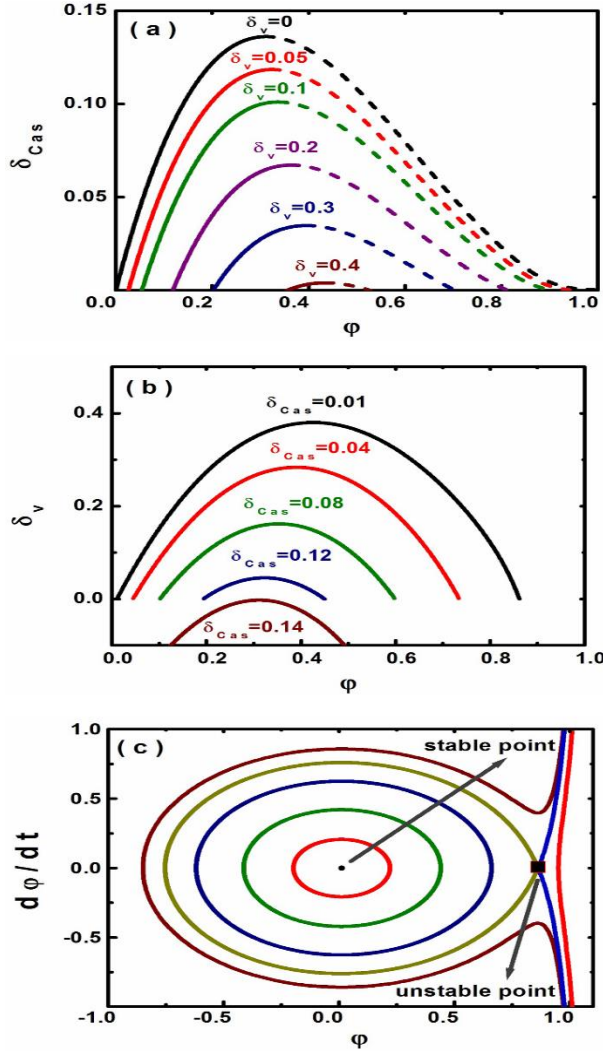 ( a )
δv=0
δv=0.05
δv=0.1
δv=0.2
δv=0.3
δv=0.4
0.15
0.10
0.05
δCas
0.0 0.2 0.4 0.6 0.8 1.0
φ
( b )
δCas=0.01
δCas=0.04
δCas=0.08
δCas=0.12
δCas=0.14
0.4
0.2
0.0
δv
0.0 0.2 0.4 0.6 0.8 1.0
φ
( c )
stable point
unstable point
1.0
0.5
0.0
-0.5
dφ/dt
-1.0 -0.5 0.0 0.5 1.0
φ